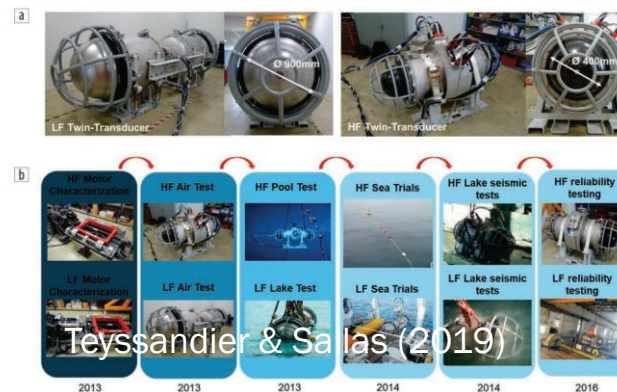 a
Ø 900mm
LF Twin-Transducer
Ø 400mm
HF Twin-Transducer
b
HF Motor
Characterization
HF Air Test
HF Pool Test
HF Sea Trials
HF Lake seismic
tests
HF reliability
testing
LF Motor
Characterization
LF Air Test
LF Lake Test
LF Sea Trials
LF Lake seismic
tests
LF reliability
testing
Teyssandier & Sallas (2019)
2013
2013
2013
2014
2014
2016